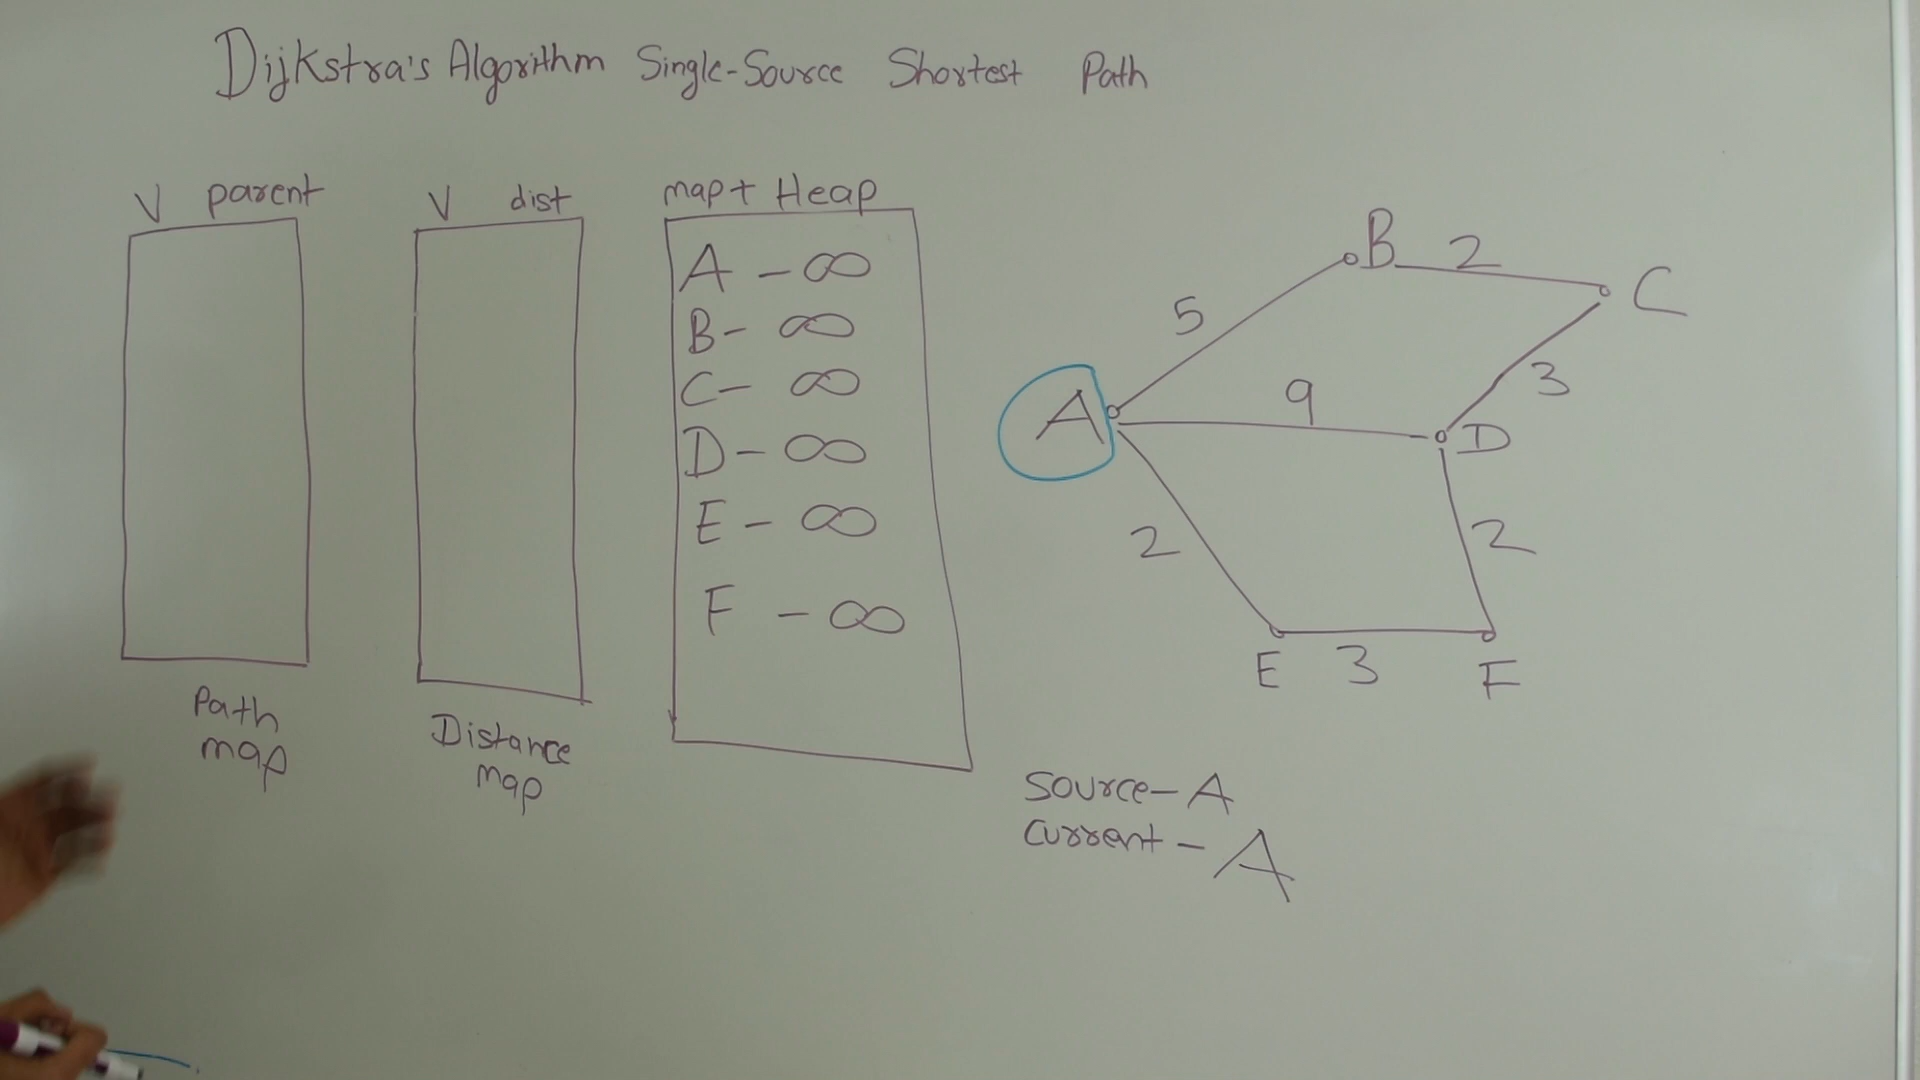 Dijkstra's Algorithm Single-Source Shortest Path
V parent
V dist
map+ Heap
A - ∞
B - ∞
C - ∞
D - ∞
E - ∞
F - ∞
Path
map
Distance
map
B 2
C
5
3
A
9
D
2
2
E 3 F
Source - A
Current - A